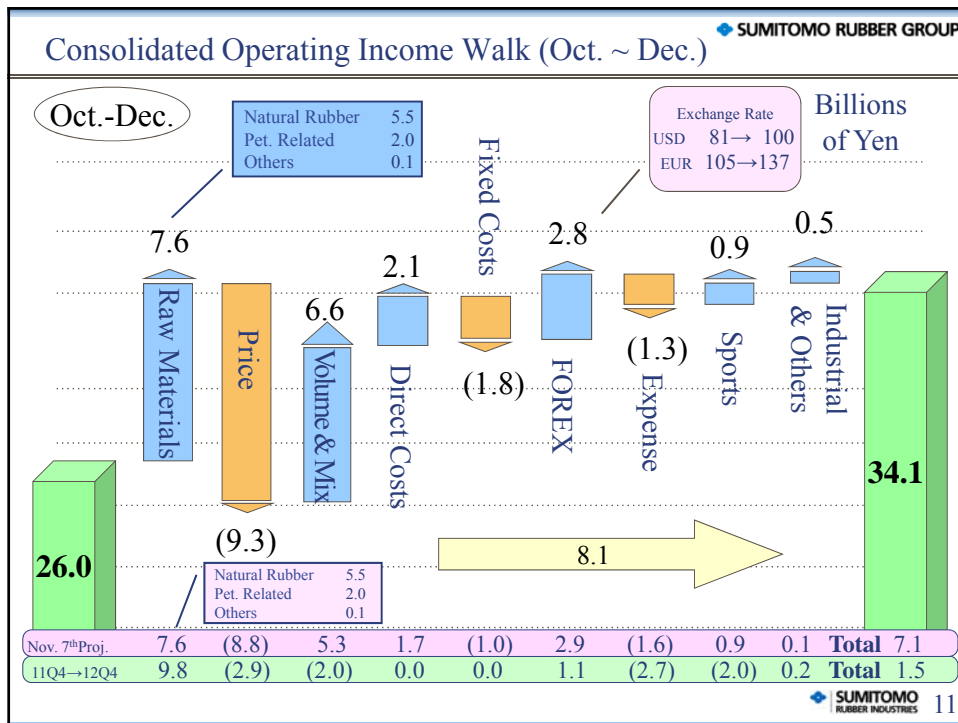 SUMITOMO RUBBER GROUP
Consolidated Operating Income Walk (Oct. ~ Dec.)
Oct.-Dec.
Natural Rubber 5.5
Pet. Related 2.0
Others 0.1
Exchange Rate
USD 81→ 100
EUR 105→137
Billions
of Yen
7.6
Raw Materials
Price
(9.3)
6.6
Volume & Mix
2.1
Direct Costs
Fixed Costs
(1.8)
2.8
FOREX
(1.3)
Expense
0.9
Sports
0.5
Industrial
& Others
26.0
34.1
8.1
Natural Rubber 5.5
Pet. Related 2.0
Others 0.1
Nov. 7thProj. 7.6 (8.8) 5.3 1.7 (1.0) 2.9 (1.6) 0.9 0.1 Total 7.1
11Q4→12Q4 9.8 (2.9) (2.0) 0.0 0.0 1.1 (2.7) (2.0) 0.2 Total 1.5
SUMITOMO
RUBBER INDUSTRIES
11